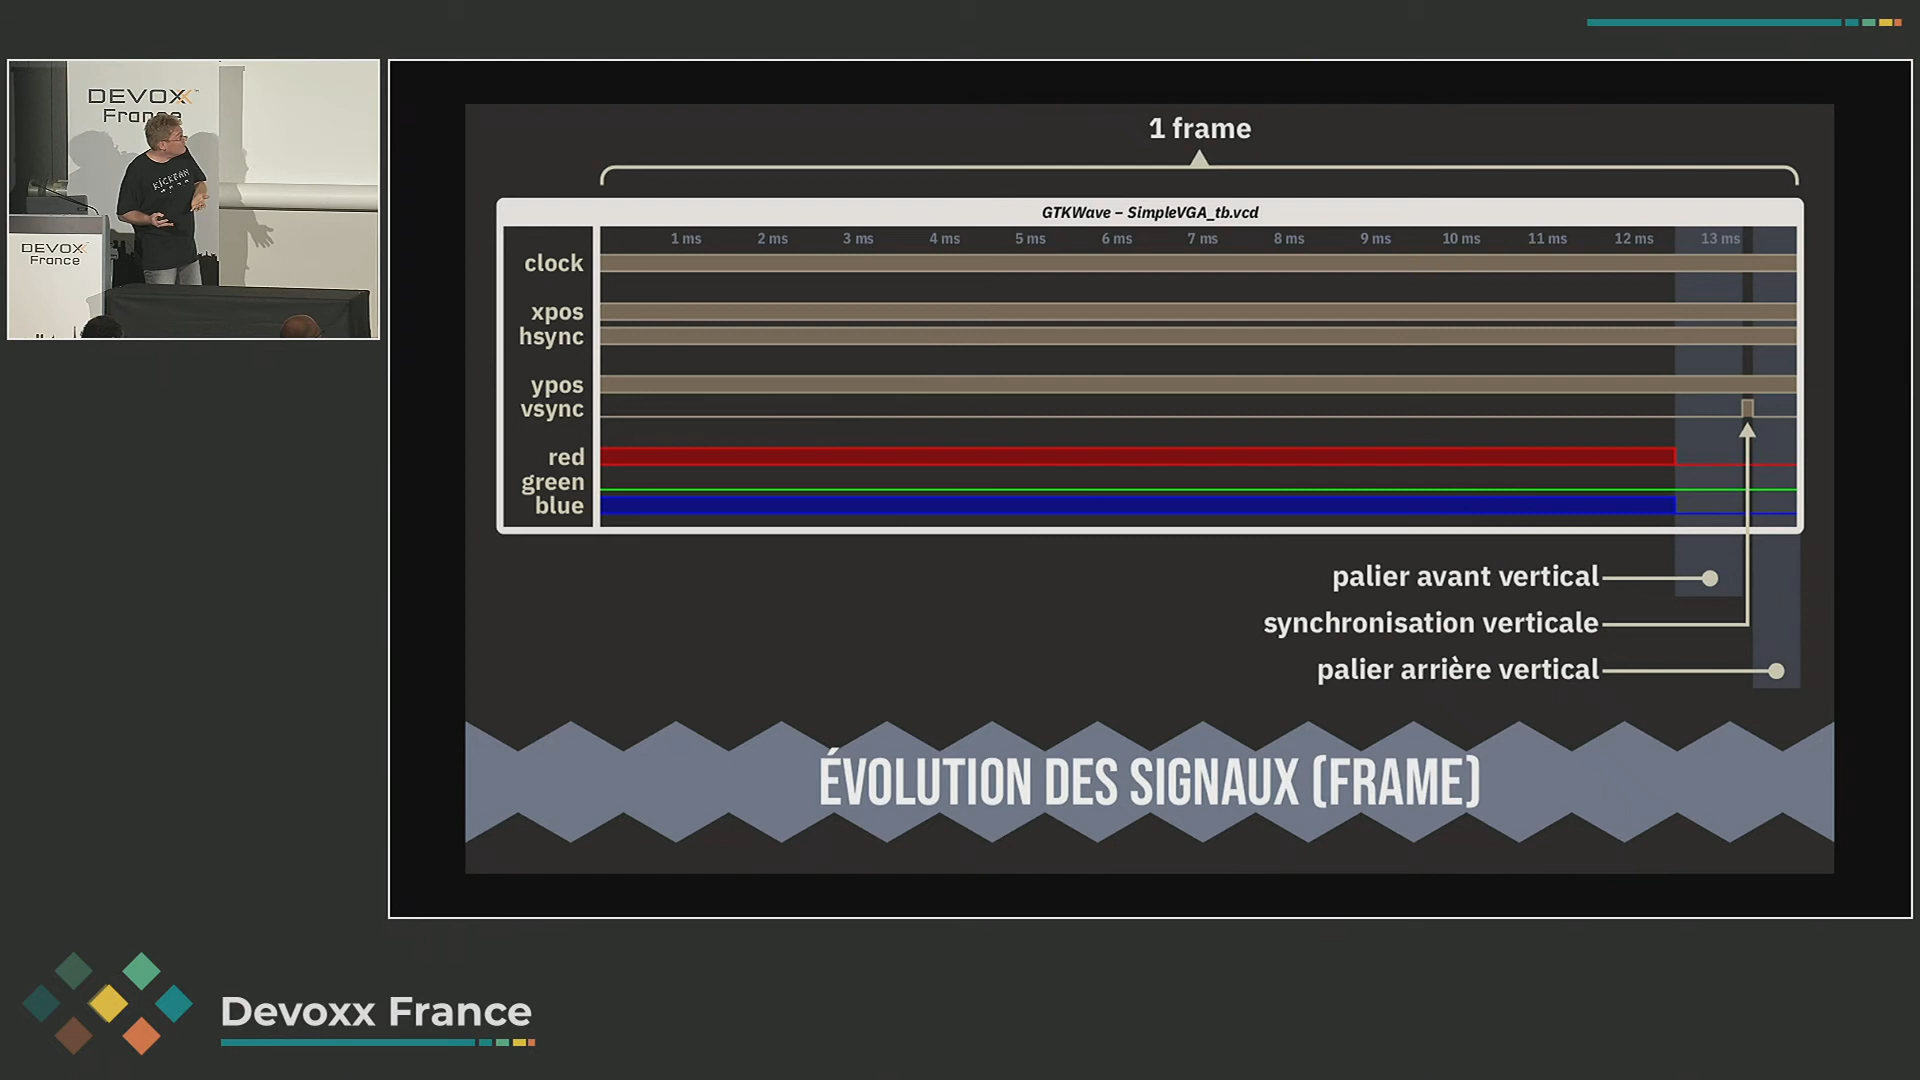 DEVOXX
France
KICKBAN
DEVOXX
France
1 frame
GTKWave – SimpleVGA_tb.vcd
1 ms 2 ms 3 ms 4 ms 5 ms 6 ms 7 ms 8 ms 9 ms 10 ms 11 ms 12 ms 13 ms
clock
xpos
hsync
ypos
vsync
red
green
blue
palier avant vertical
synchronisation verticale
palier arrière vertical
ÉVOLUTION DES SIGNAUX (FRAME)
Devoxx France